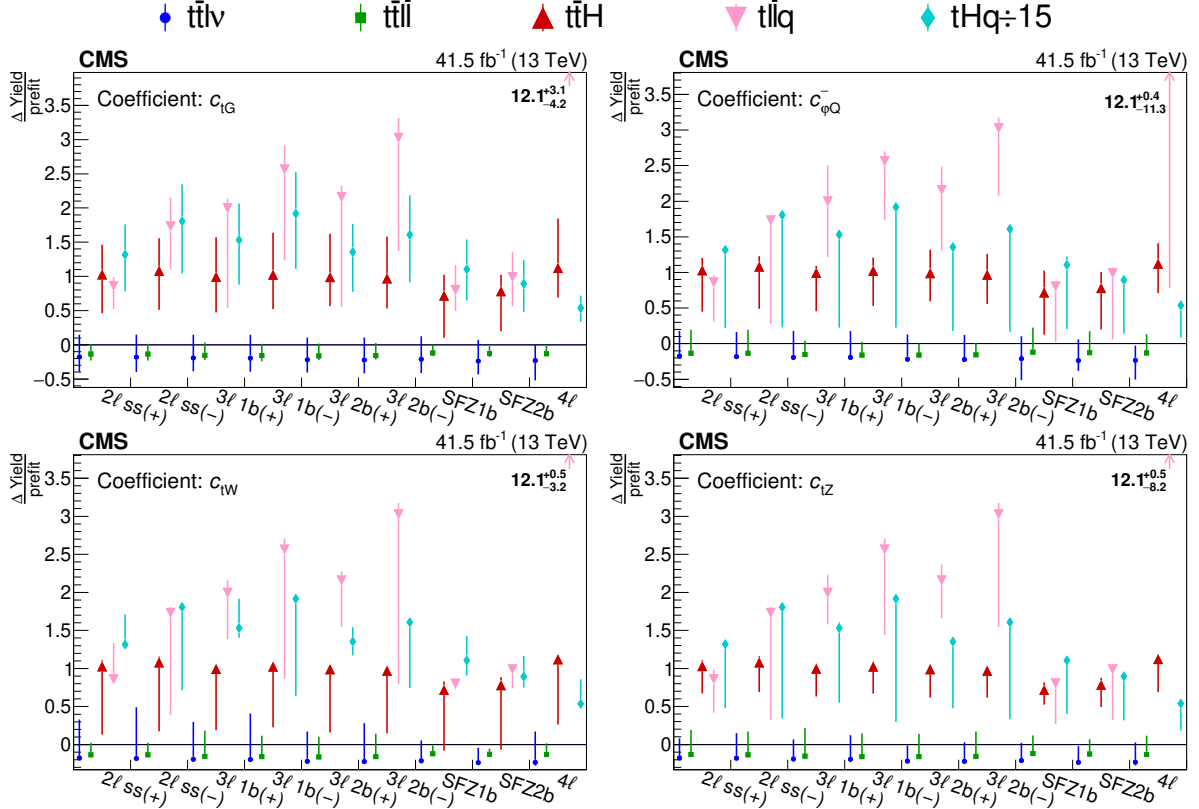 tt̄lν tt̄ll̄ tt̄H tll̄q tHq÷15
CMS 41.5 fb⁻¹ (13 TeV)
Δ Yield
prefit
Coefficient: c_tG
12.1 +3.1 −4.2
3.5
3
2.5
2
1.5
1
0.5
0
−0.5
2ℓ ss(+) 2ℓ ss(−) 3ℓ 1b(+) 3ℓ 1b(−) 3ℓ 2b(+) 3ℓ 2b(−) SFZ1b SFZ2b 4ℓ
CMS 41.5 fb⁻¹ (13 TeV)
Δ Yield
prefit
Coefficient: c⁻_φQ
12.1 +0.4 −11.3
3.5
3
2.5
2
1.5
1
0.5
0
−0.5
2ℓ ss(+) 2ℓ ss(−) 3ℓ 1b(+) 3ℓ 1b(−) 3ℓ 2b(+) 3ℓ 2b(−) SFZ1b SFZ2b 4ℓ
CMS 41.5 fb⁻¹ (13 TeV)
Δ Yield
prefit
Coefficient: c_tW
12.1 +0.5 −3.2
3.5
3
2.5
2
1.5
1
0.5
0
2ℓ ss(+) 2ℓ ss(−) 3ℓ 1b(+) 3ℓ 1b(−) 3ℓ 2b(+) 3ℓ 2b(−) SFZ1b SFZ2b 4ℓ
CMS 41.5 fb⁻¹ (13 TeV)
Δ Yield
prefit
Coefficient: c_tZ
12.1 +0.5 −8.2
3.5
3
2.5
2
1.5
1
0.5
0
2ℓ ss(+) 2ℓ ss(−) 3ℓ 1b(+) 3ℓ 1b(−) 3ℓ 2b(+) 3ℓ 2b(−) SFZ1b SFZ2b 4ℓ